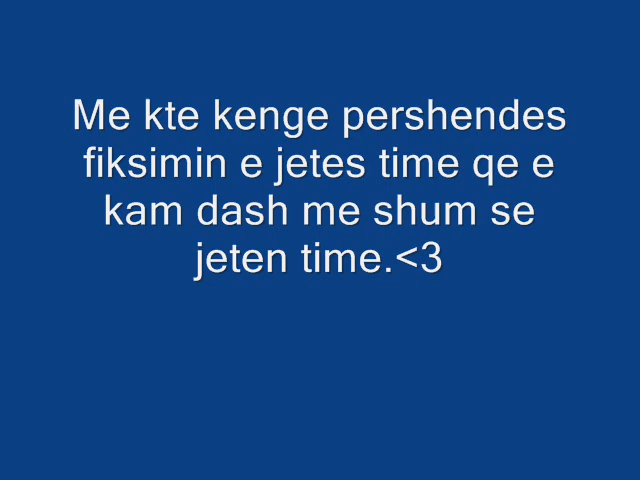 Me kte kenge pershendes
fiksimin e jetes time qe e
kam dash me shum se
jeten time.<3